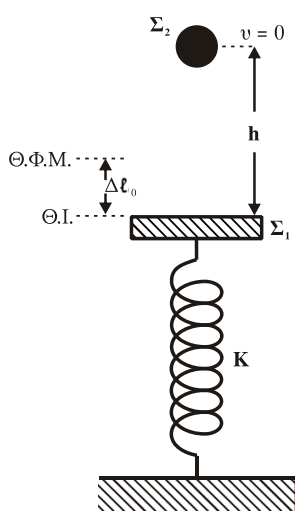 Σ₂
υ = 0
h
Θ.Φ.Μ.
Δℓ₀
Θ.Ι.
Σ₁
K